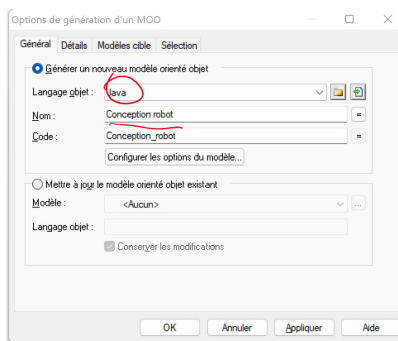 Options de génération d'un MOO
Général Détails Modèles cible Sélection
Générer un nouveau modèle orienté objet
Langage objet : Java
Nom : Conception robot =
Code : Conception_robot =
Configurer les options du modèle...
Mettre à jour le modèle orienté objet existant
Modèle : <Aucun> ...
Langage objet :
Conserver les modifications
OK Annuler Appliquer Aide